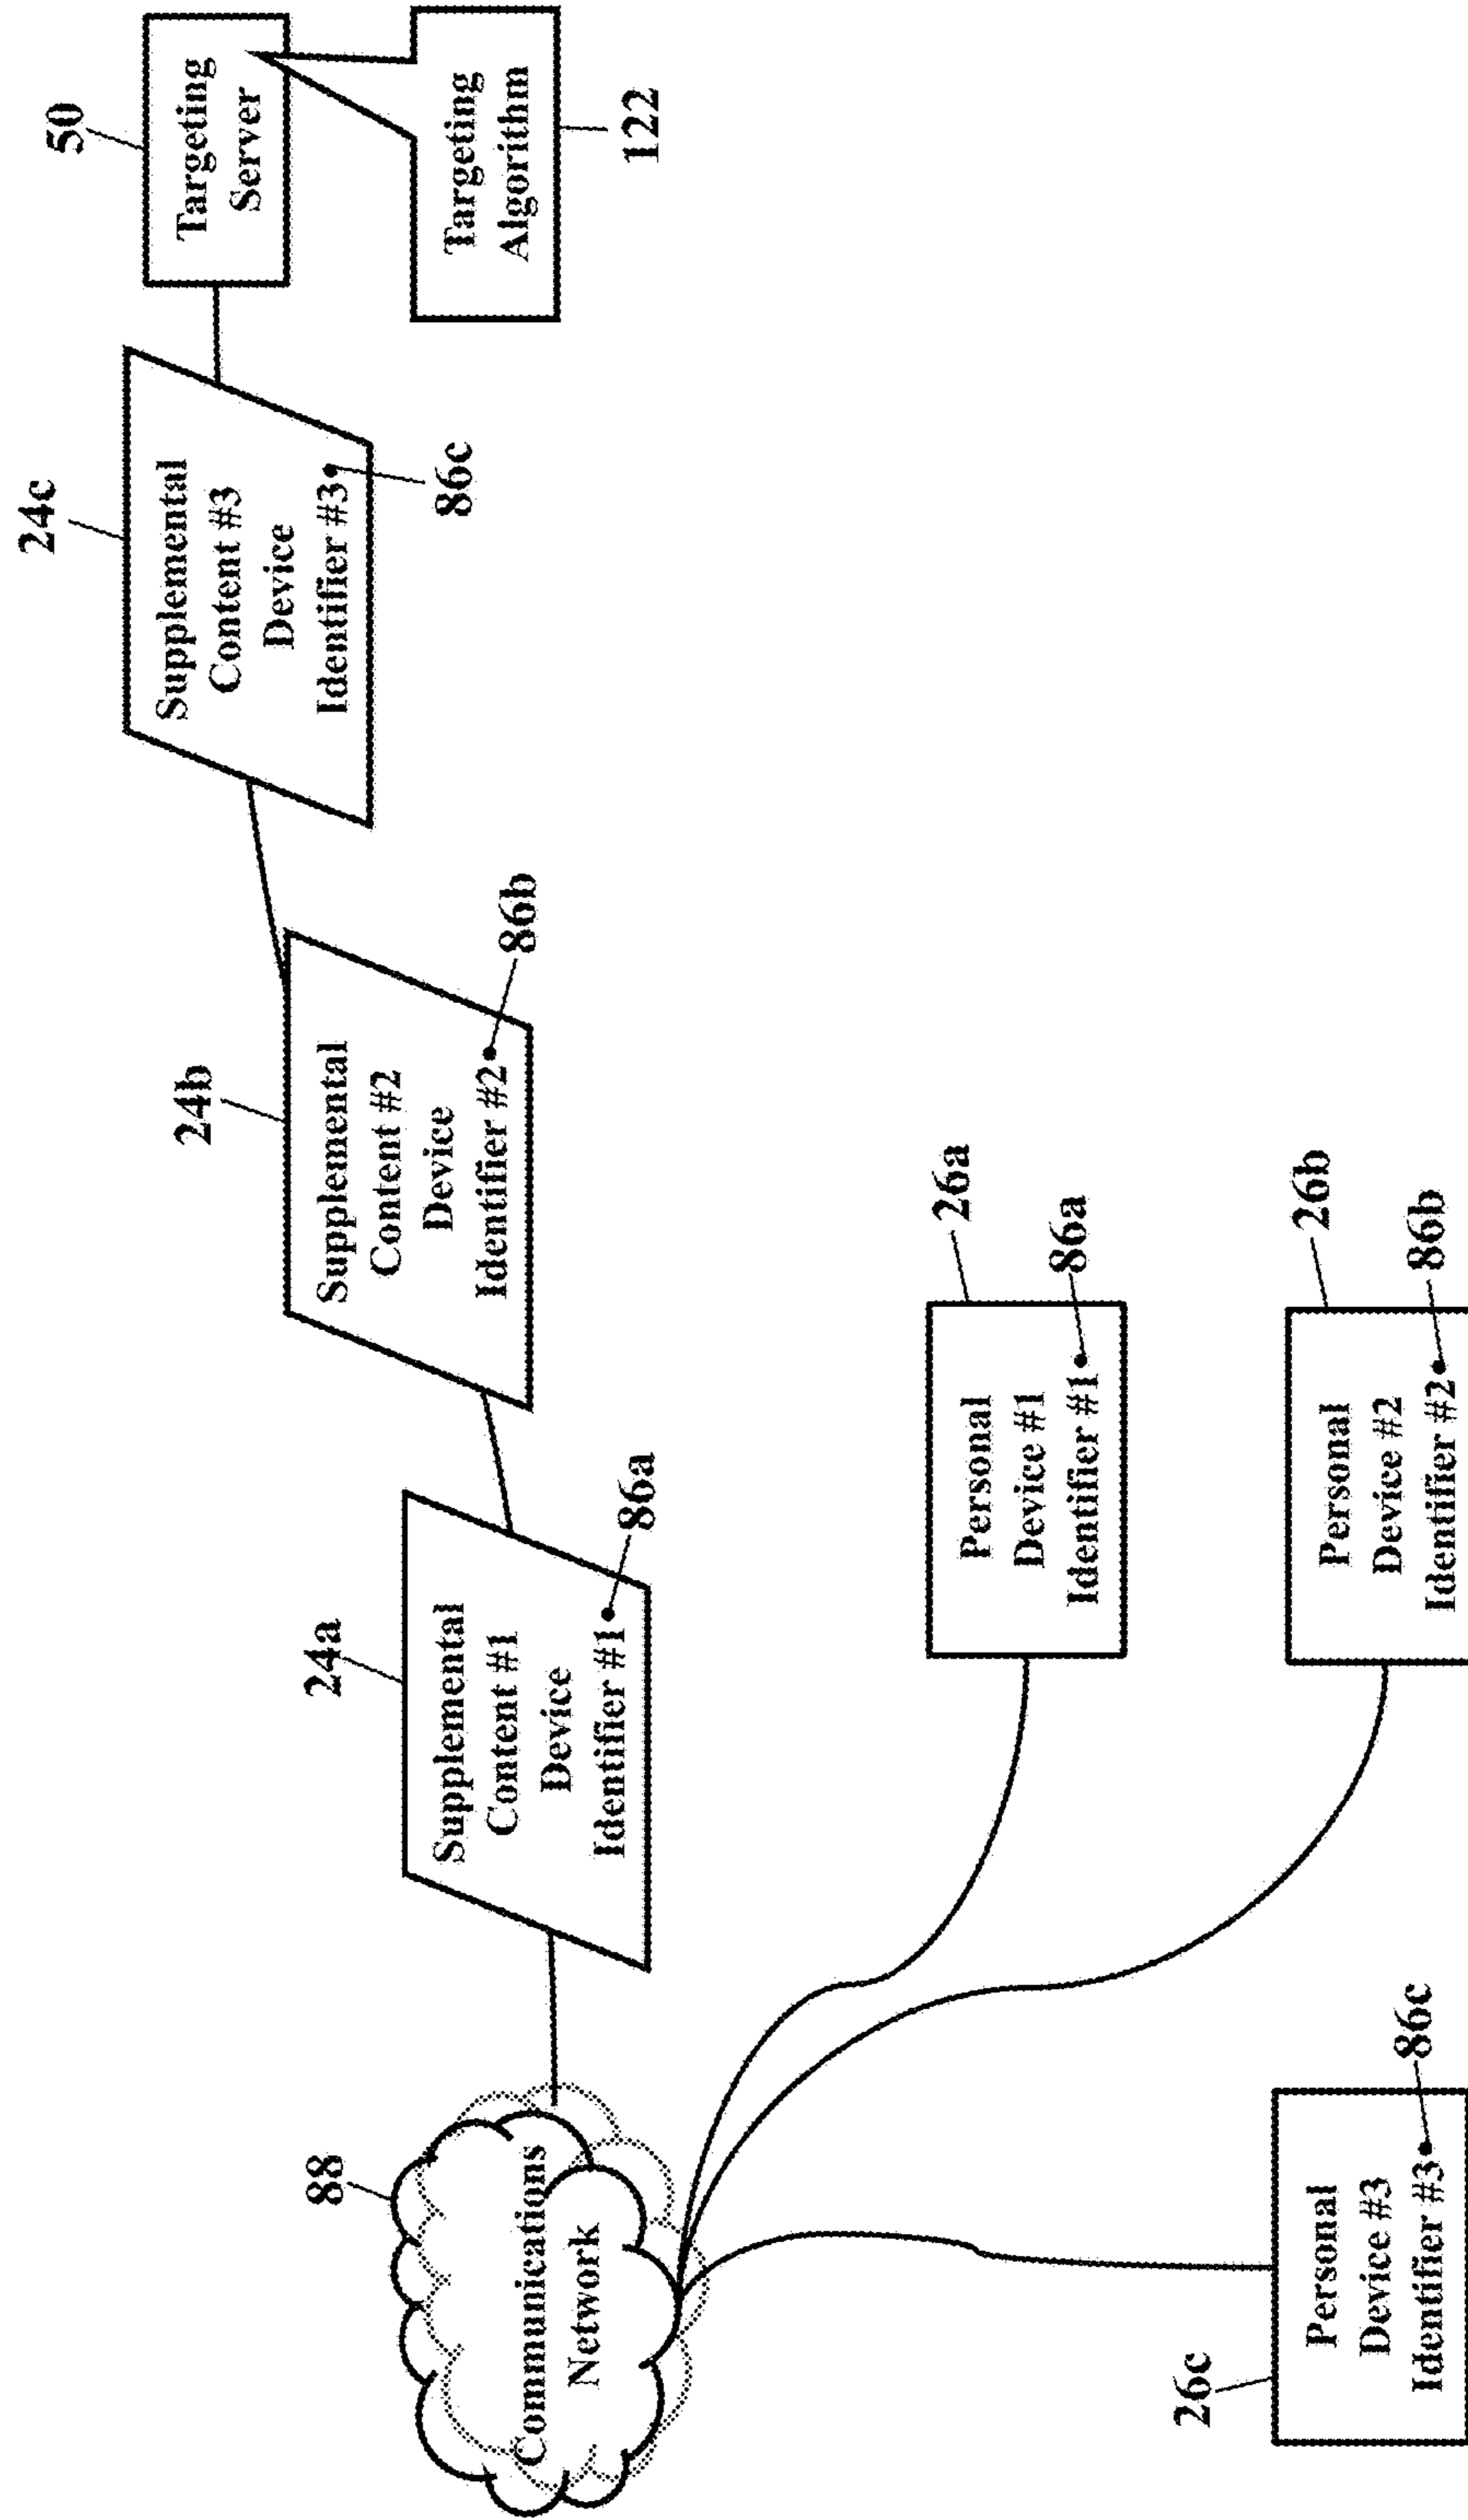 50
Targeting
Server
Targeting
Algorithm
122
24c
Supplemental
Content #3
Device
Identifier #3
86c
24b
Supplemental
Content #2
Device
Identifier #2
86b
24a
Supplemental
Content #1
Device
Identifier #1
86a
88
Communications
Network
26a
Personal
Device #1
Identifier #1
86a
26b
Personal
Device #2
Identifier #2
86b
26c
Personal
Device #3
Identifier #3
86c